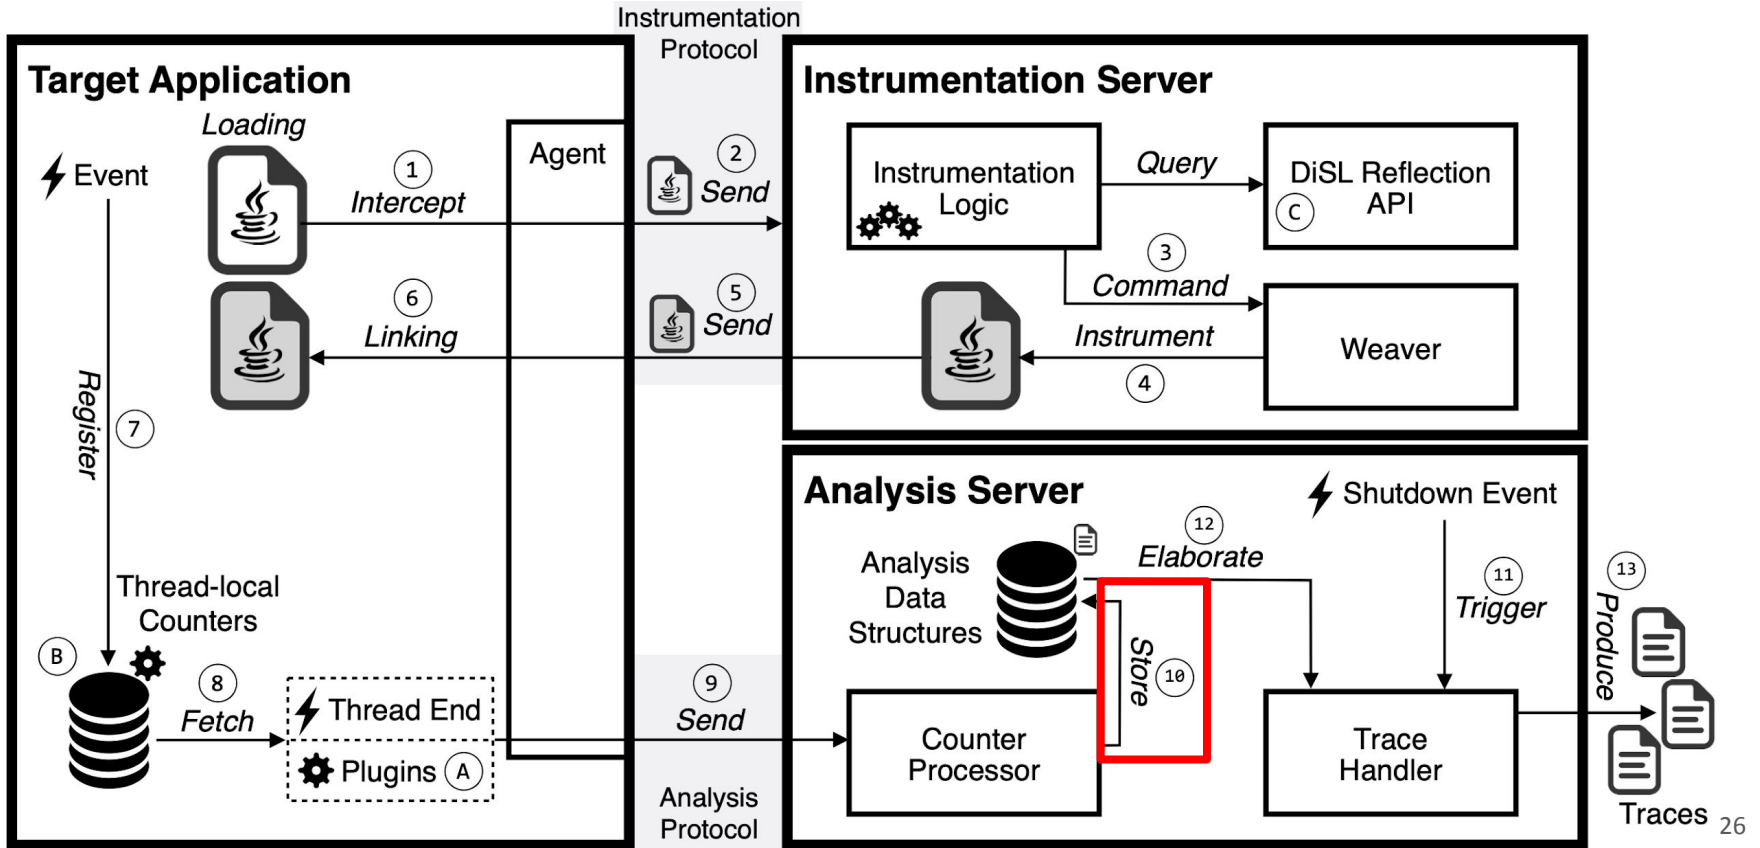 Instrumentation
Protocol
Target Application
Loading
Event
1
Intercept
Agent
2
Send
6
Linking
5
Send
Register
7
Thread-local
Counters
B
8
Fetch
Thread End
Plugins A
9
Send
Analysis
Protocol
Instrumentation Server
Instrumentation
Logic
Query
DiSL Reflection
API
C
3
Command
Instrument
4
Weaver
Analysis Server
Shutdown Event
Analysis
Data
Structures
12
Elaborate
11
Trigger
Store
10
Counter
Processor
Trace
Handler
13
Produce
Traces
26